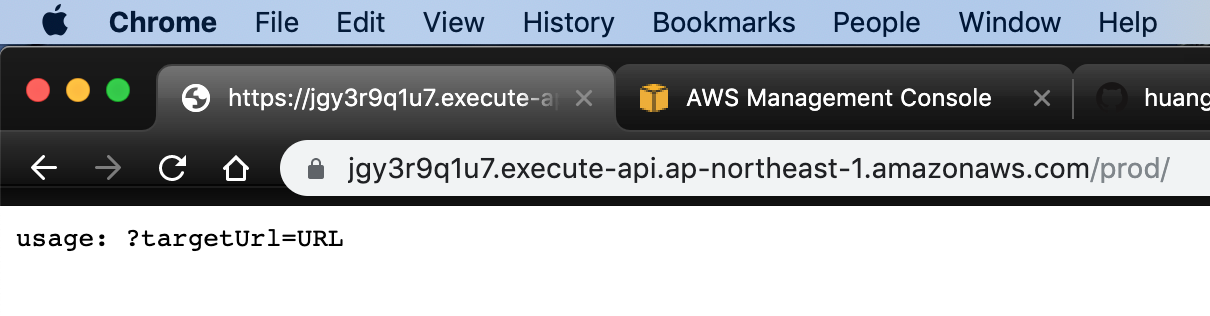 Chrome File Edit View History Bookmarks People Window Help
https://jgy3r9q1u7.execute-a AWS Management Console huang
jgy3r9q1u7.execute-api.ap-northeast-1.amazonaws.com/prod/
usage: ?targetUrl=URL